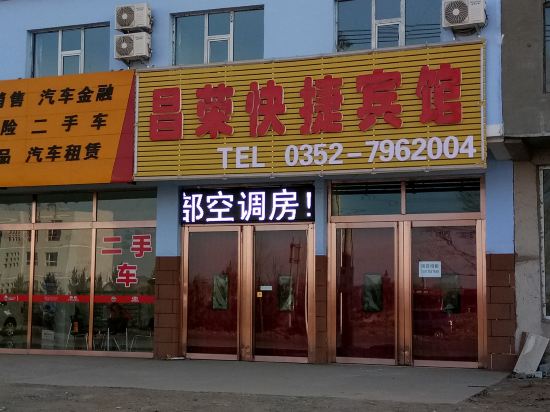 销售 汽车金融
险 二手车
品 汽车租赁
昌荣快捷宾馆
TEL 0352-7962004
部空调房!
二手
车